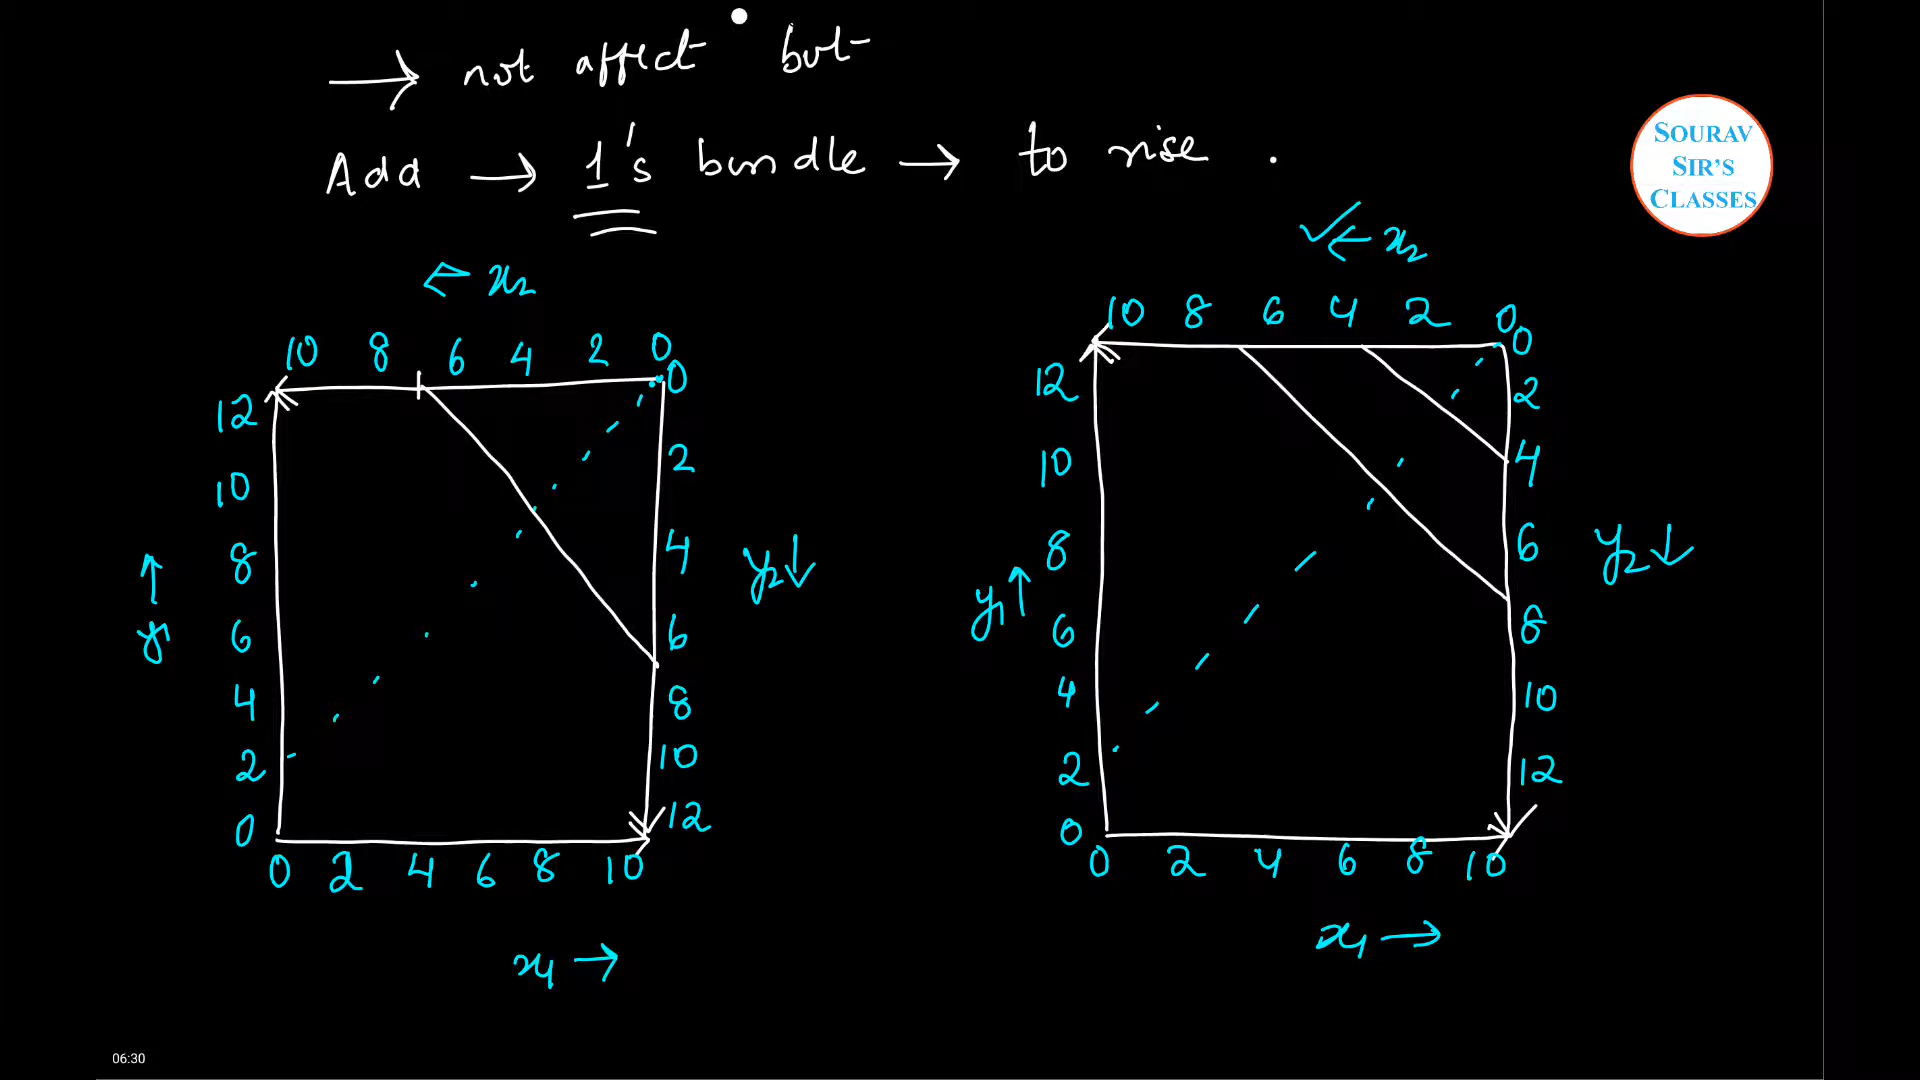 → not affect but
Add → 1's bundle → to rise .
SOURAV
SIR'S
CLASSES
← x₂
10 8 6 4 2 0
12 10 8 6 4 2 0
y₁ ↑
0 2 4 6 8 10 12
y₂ ↓
0 2 4 6 8 10
x₁ →
✓ ← x₂
10 8 6 4 2 0
12 10 8 6 4 2 0
y₁ ↑
0 2 4 6 8 10 12
y₂ ↓
0 2 4 6 8 10
x₁ →
06:30